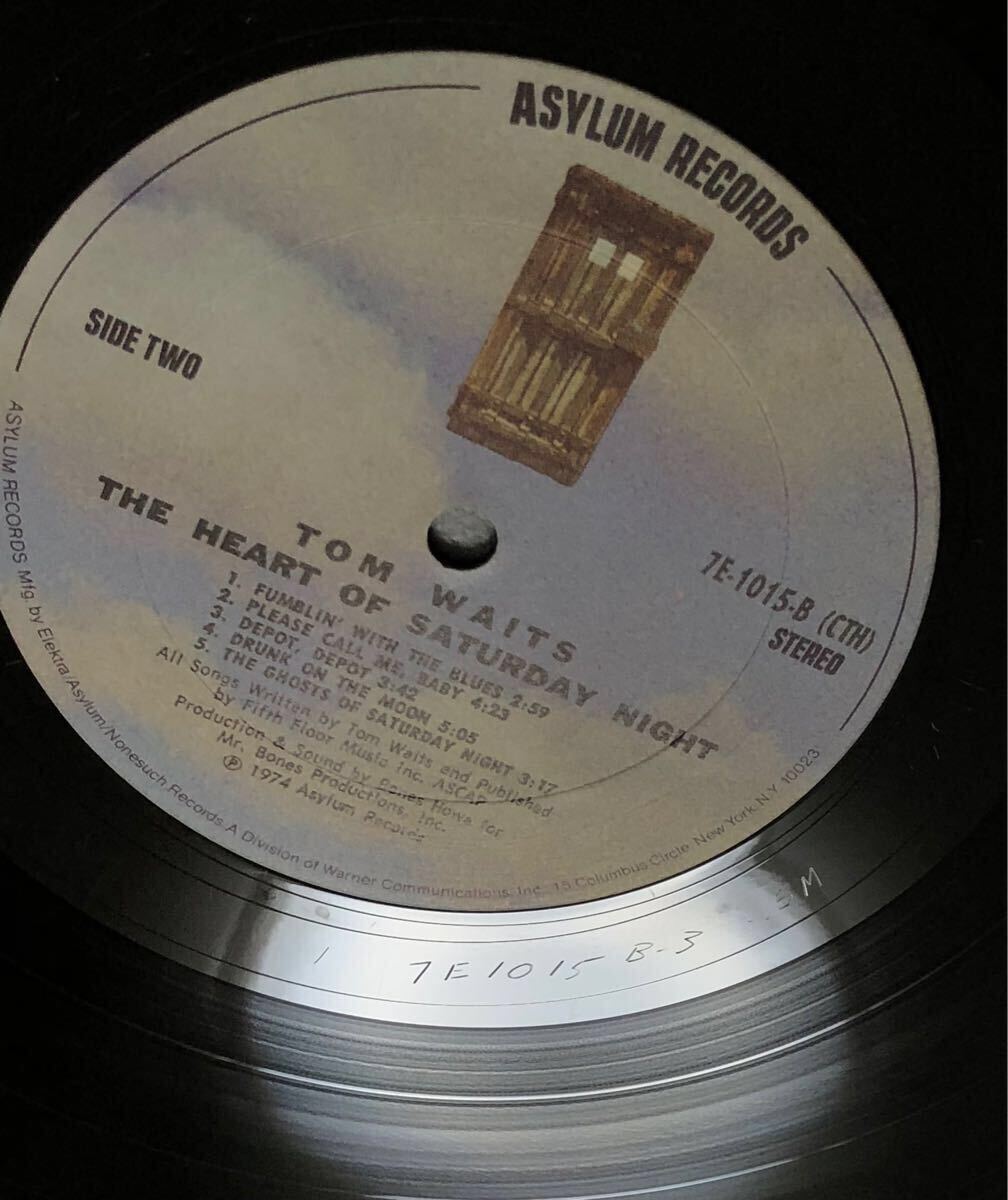 ASYLUM RECORDS
SIDE TWO
7E-1015-B (CTH)
STEREO
TOM WAITS
THE HEART OF SATURDAY NIGHT
1. FUMBLIN' WITH THE BLUES 2:59
2. PLEASE CALL ME, BABY 4:23
3. DEPOT, DEPOT 3:42
4. DRUNK ON THE MOON 5:05
5. THE GHOSTS OF SATURDAY NIGHT 3:17
All Songs Written by Tom Waits and Published
by Fifth Floor Music Inc. ASCAP
Production & Sound by Bones Howe for
Mr. Bones Productions, Inc.
℗ 1974 Asylum Records
ASYLUM RECORDS Mfg. by Elektra/Asylum/Nonesuch Records, A Division of Warner Communications, Inc., 15 Columbus Circle, New York, N.Y. 10023
7E1015 B-3